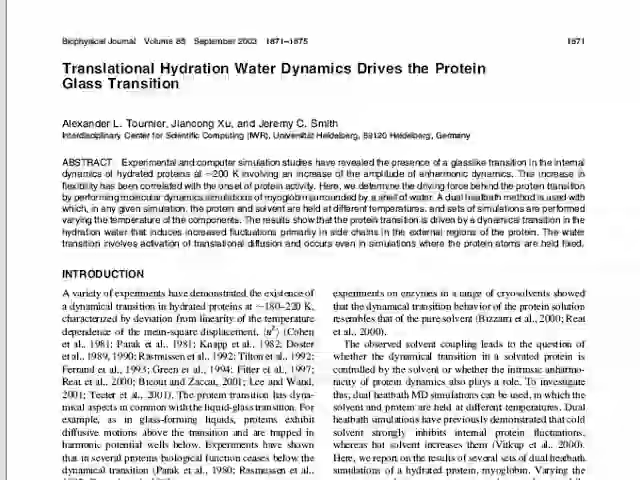 Biophysical Journal Volume 85 September 2003 1871–1875 1871
Translational Hydration Water Dynamics Drives the Protein
Glass Transition
Alexander L. Tournier, Jiancong Xu, and Jeremy C. Smith
Interdisciplinary Center for Scientific Computing (IWR), Universität Heidelberg, 69120 Heidelberg, Germany
ABSTRACT Experimental and computer simulation studies have revealed the presence of a glasslike transition in the internal
dynamics of hydrated proteins at ~200 K involving an increase of the amplitude of anharmonic dynamics. This increase in
flexibility has been correlated with the onset of protein activity. Here, we determine the driving force behind the protein transition
by performing molecular dynamics simulations of myoglobin surrounded by a shell of water. A dual heatbath method is used with
which, in any given simulation, the protein and solvent are held at different temperatures, and sets of simulations are performed
varying the temperature of the components. The results show that the protein transition is driven by a dynamical transition in the
hydration water that induces increased fluctuations primarily in side chains in the external regions of the protein. The water
transition involves activation of translational diffusion and occurs even in simulations where the protein atoms are held fixed.
INTRODUCTION
A variety of experiments have demonstrated the existence of
a dynamical transition in hydrated proteins at ~180–220 K,
characterized by deviation from linearity of the temperature
dependence of the mean-square displacement, ⟨u²⟩ (Cohen
et al., 1981; Parak et al., 1981; Knapp et al., 1982; Doster
et al., 1989, 1990; Rasmussen et al., 1992; Tilton et al., 1992;
Ferrand et al., 1993; Green et al., 1994; Fitter et al., 1997;
Reat et al., 2000; Bicout and Zaccai, 2001; Lee and Wand,
2001; Teeter et al., 2001). The protein transition has dyna-
mical aspects in common with the liquid-glass transition. For
example, as in glass-forming liquids, proteins exhibit
diffusive motions above the transition and are trapped in
harmonic potential wells below. Experiments have shown
that in several proteins biological function ceases below the
dynamical transition (Parak et al., 1980; Rasmussen et al.,
experiments on enzymes in a range of cryosolvents showed
that the dynamical transition behavior of the protein solution
resembles that of the pure solvent (Bizzarri et al., 2000; Reat
et al., 2000).
The observed solvent coupling leads to the question of
whether the dynamical transition in a solvated protein is
controlled by the solvent or whether the intrinsic anharmo-
nicity of protein dynamics also plays a role. To investigate
this, dual heatbath MD simulations can be used, in which the
solvent and protein are held at different temperatures. Dual
heatbath simulations have previously demonstrated that cold
solvent strongly inhibits internal protein fluctuations,
whereas hot solvent increases them (Vitkup et al., 2000).
Here, we report on the results of several sets of dual heatbath
simulations of a hydrated protein, myoglobin. Varying the